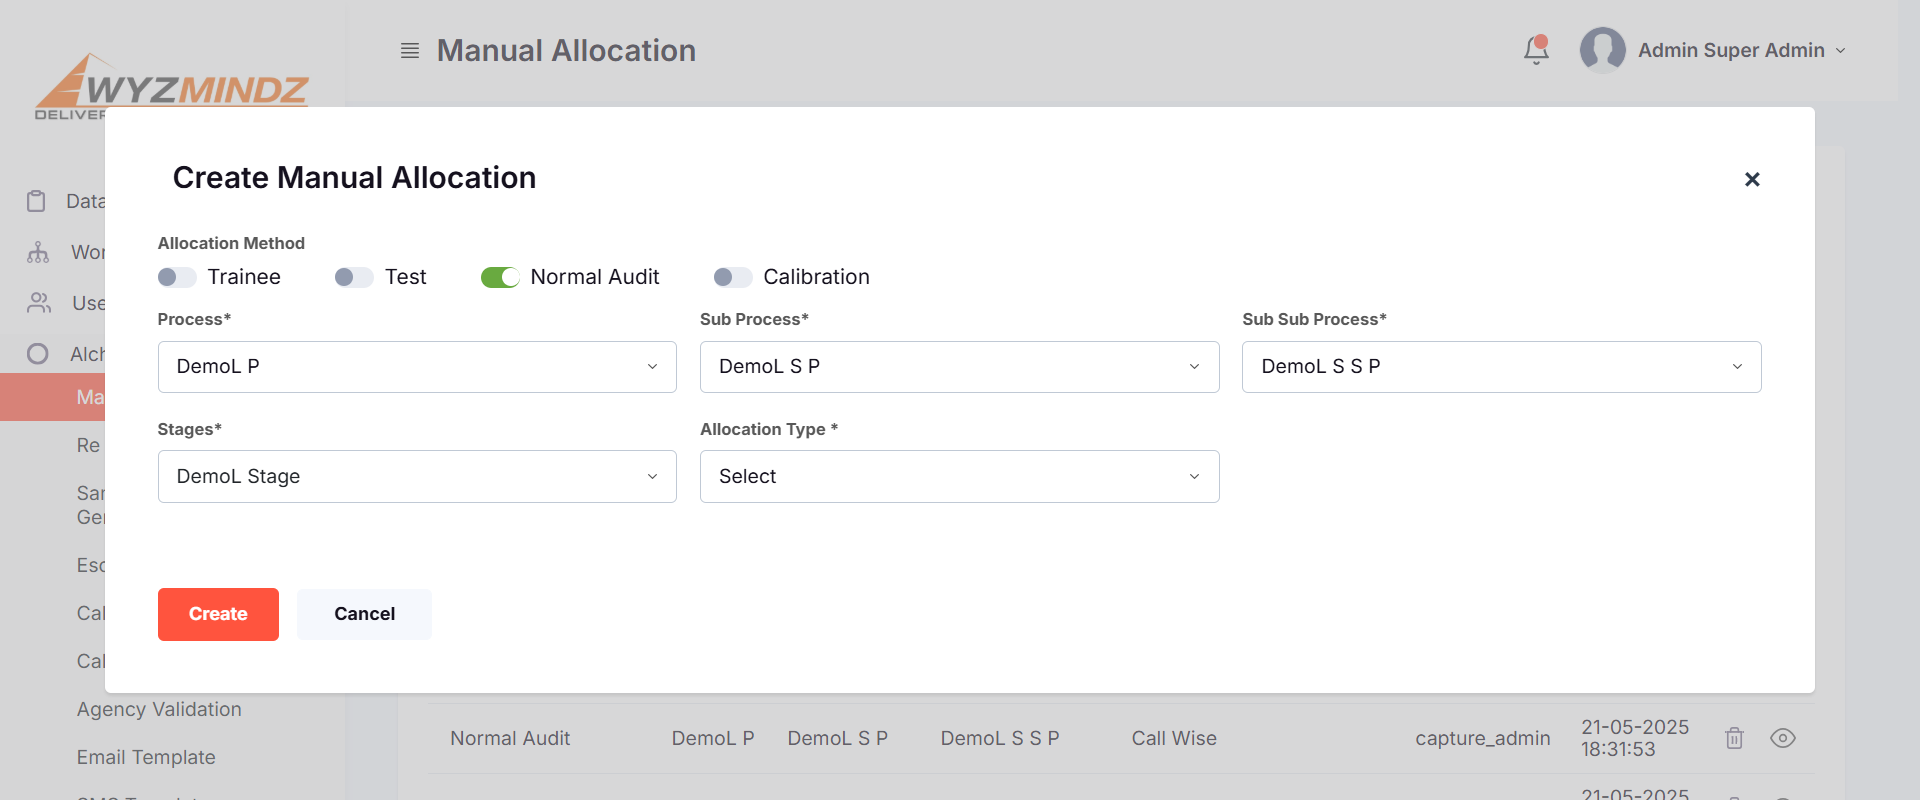 Manual Allocation
Admin Super Admin
WYZMINDZ
DELIVER
Create Manual Allocation
Allocation Method
Trainee
Test
Normal Audit
Calibration
Process*
Sub Process*
Sub Sub Process*
DemoL P
DemoL S P
DemoL S S P
Stages*
Allocation Type *
DemoL Stage
Select
Create
Cancel
Data
Wor
Use
Alch
Ma
Re
Sar
Ger
Esc
Cal
Cal
Agency Validation
Email Template
Normal Audit
DemoL P
DemoL S P
DemoL S S P
Call Wise
capture_admin
21-05-2025
18:31:53
21-05-2025